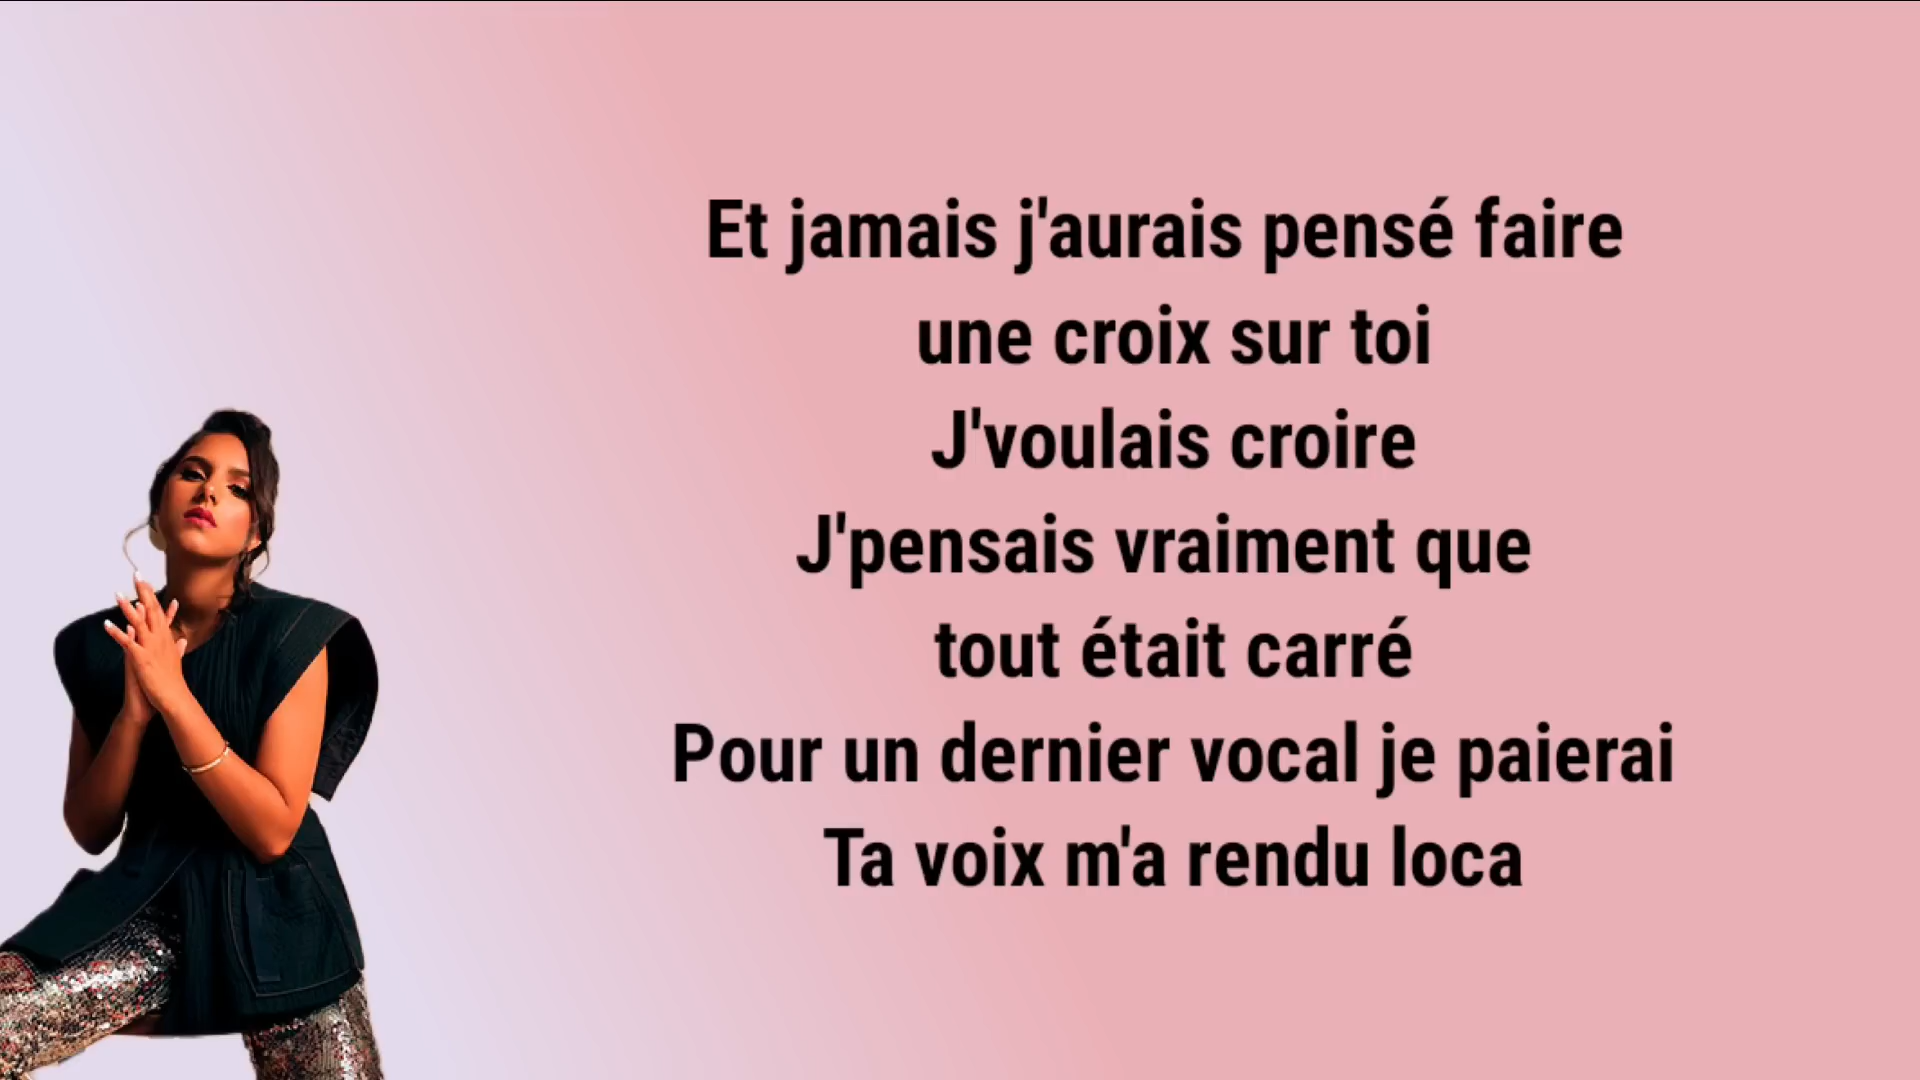 Et jamais j'aurais pensé faire
une croix sur toi
J'voulais croire
J'pensais vraiment que
tout était carré
Pour un dernier vocal je paierai
Ta voix m'a rendu loca